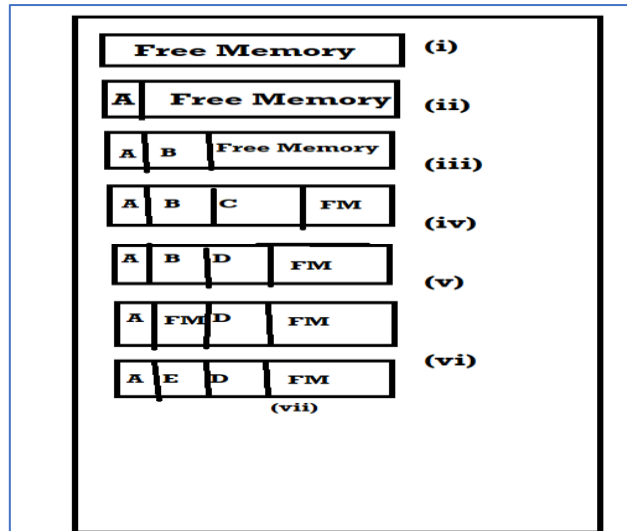 Free Memory (i)
A Free Memory (ii)
A B Free Memory (iii)
A B C FM (iv)
A B D FM (v)
A FM D FM (vi)
A E D FM
(vii)